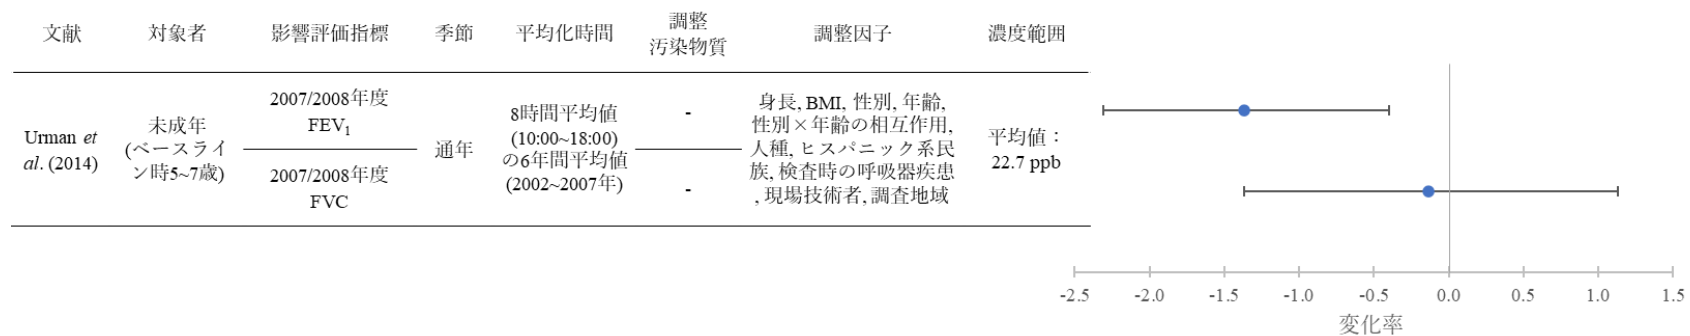 文献
対象者
影響評価指標
季節
平均化時間
調整
汚染物質
調整因子
濃度範囲
Urman et
al. (2014)
未成年
(ベースライ
ン時5~7歳)
2007/2008年度
FEV₁
2007/2008年度
FVC
通年
8時間平均値
(10:00~18:00)
の6年間平均値
(2002~2007年)
-
-
身長, BMI, 性別, 年齢,
性別×年齢の相互作用,
人種, ヒスパニック系民
族, 検査時の呼吸器疾患
, 現場技術者, 調査地域
平均値：
22.7 ppb
-2.5 -2.0 -1.5 -1.0 -0.5 0.0 0.5 1.0 1.5
変化率